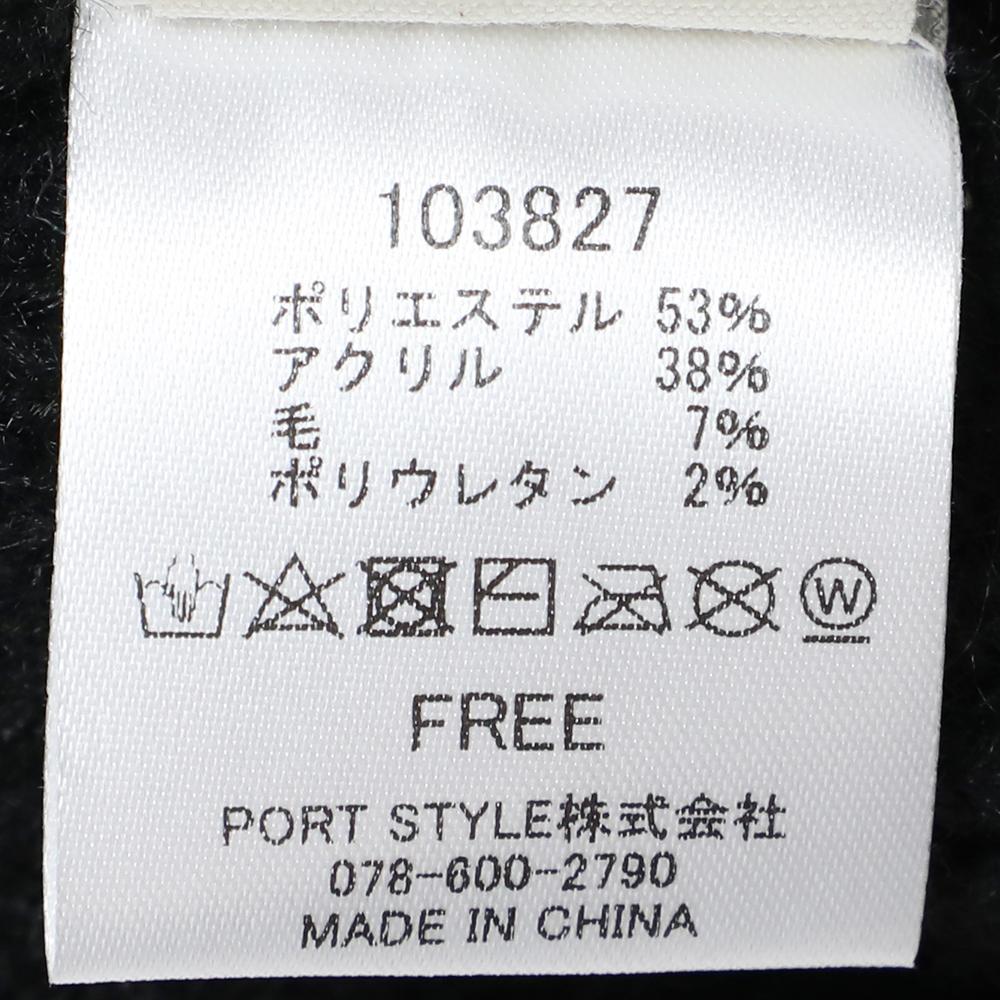 103827
ポリエステル 53%
アクリル 38%
毛 7%
ポリウレタン 2%
W
FREE
PORT STYLE株式会社
078-600-2790
MADE IN CHINA